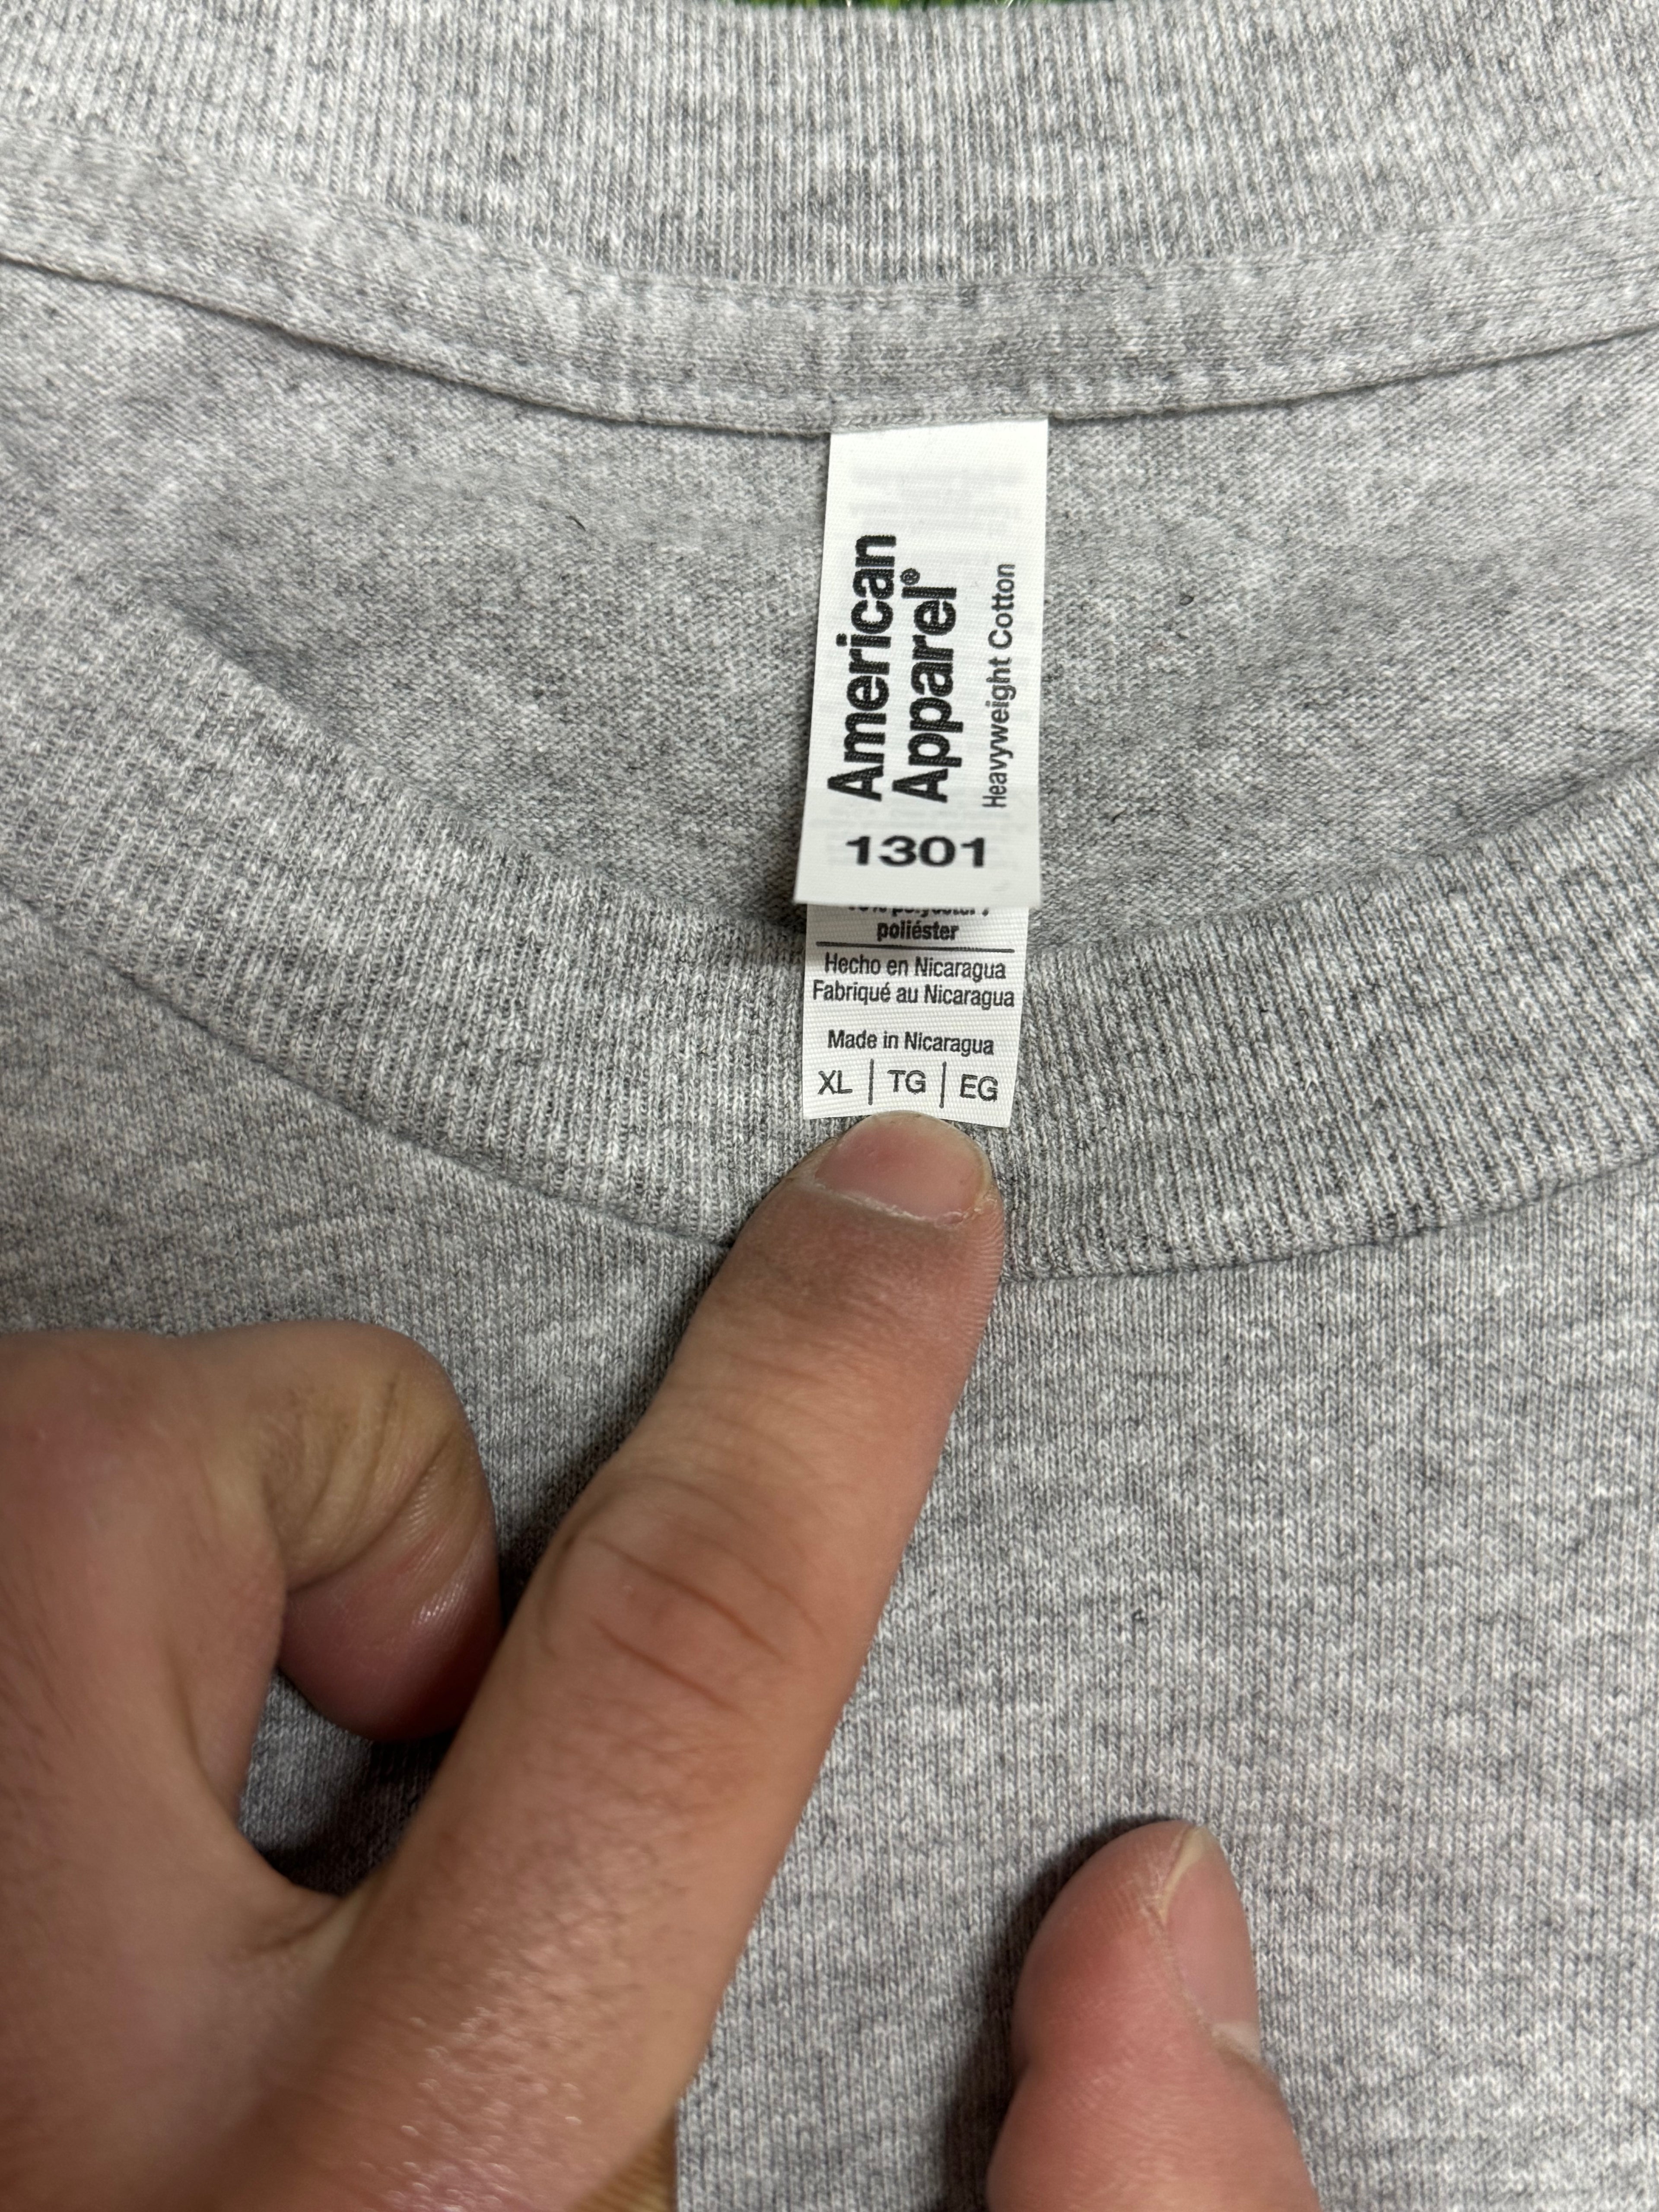 American
Apparel®
Heavyweight Cotton
1301
poliéster
Hecho en Nicaragua
Fabriqué au Nicaragua
Made in Nicaragua
XL | TG | EG